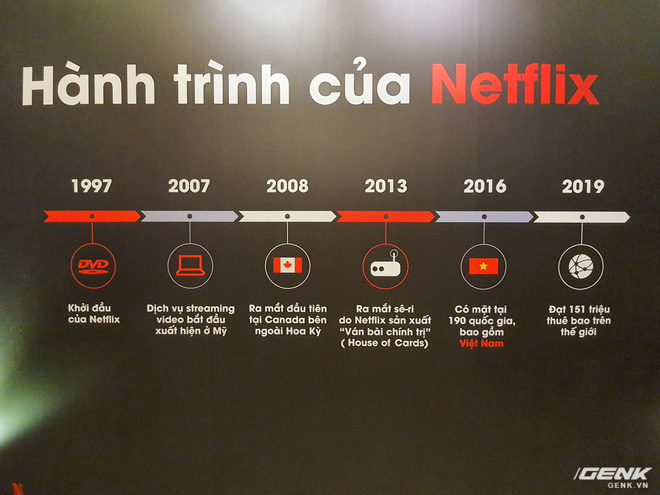 Hành trình của Netflix
1997
2007
2008
2013
2016
2019
DVD
Khởi đầu
của Netflix
Dịch vụ streaming
video bắt đầu
xuất hiện ở Mỹ
Ra mắt đầu tiên
tại Canada bên
ngoài Hoa Kỳ
Ra mắt sê-ri
do Netflix sản xuất
“Ván bài chính trị”
( House of Cards)
Có mặt tại
190 quốc gia,
bao gồm
Việt Nam
Đạt 151 triệu
thuê bao trên
thế giới
GENK
GENK.VN